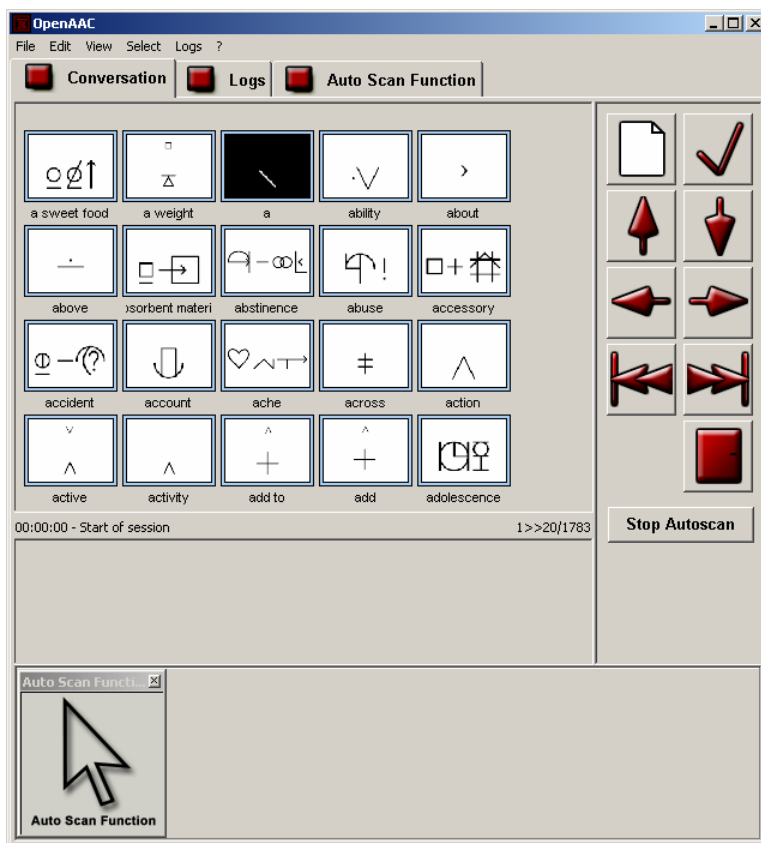 OpenAAC
File Edit View Select Logs ?
Conversation Logs Auto Scan Function
a sweet food a weight a ability about
above osorbent materi abstinence abuse accessory
accident account ache across action
active activity add to add adolescence
00:00:00 - Start of session 1>>20/1783
Stop Autoscan
Auto Scan Functi...
Auto Scan Function